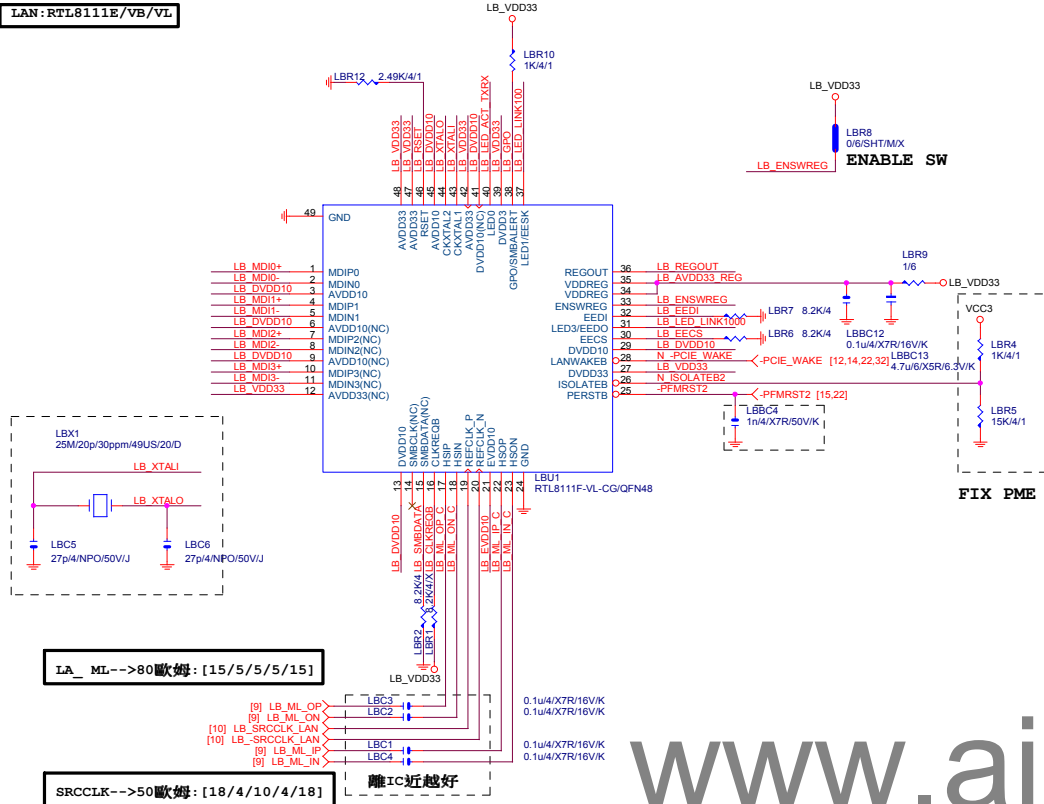 LAN:RTL8111E/VB/VL
LB_VDD33
LBR10
1K/4/1
LBR12 2.49K/4/1
LB_VDD33
LB_VDD33
LB_RSET
LB_DVDD10
LB_XTALO
LB_XTALI
LB_VDD33
LB_DVDD10
LB_LED_ACT_TXRX
LB_VDD33
LB_GPO
LB_LED_LINK100
48 47 46 45 44 43 42 41 40 39 38 37
AVDD33
AVDD33
RSET
AVDD10
CKXTAL2
CKXTAL1
AVDD33
DVDD10(NC)
LED0
DVDD3
GPO/SMBALERT
LED1/EESK
LB_VDD33
LBR8
0/6/SHT/M/X
LB_ENSWREG
ENABLE SW
49 GND
LB_MDI0+ 1 MDIP0
LB_MDI0- 2 MDIN0
LB_DVDD10 3 AVDD10
LB_MDI1+ 4 MDIP1
LB_MDI1- 5 MDIN1
LB_DVDD10 6 AVDD10(NC)
LB_MDI2+ 7 MDIP2(NC)
LB_MDI2- 8 MDIN2(NC)
LB_DVDD10 9 AVDD10(NC)
LB_MDI3+ 10 MDIP3(NC)
LB_MDI3- 11 MDIN3(NC)
LB_VDD33 12 AVDD33(NC)
REGOUT 36 LB_REGOUT
VDDREG 35 LB_AVDD33_REG
VDDREG 34
ENSWREG 33 LB_ENSWREG
EEDI 32 LB_EEDI
LED3/EEDO 31 LB_LED_LINK1000
EECS 30 LB_EECS
DVDD10 29 LB_DVDD10
LANWAKEB 28 N_-PCIE_WAKE -PCIE_WAKE [12,14,22,32]
DVDD33 27 LB_VDD33
ISOLATEB 26 N_ISOLATEB2
PERSTB 25 -PFMRST2 -PFMRST2 [15,22]
LBR7 8.2K/4
LBR6 8.2K/4
LBR9
1/6
LB_VDD33
LBBC12
0.1u/4/X7R/16V/K
LBBC13
4.7u/6/X5R/6.3V/K
VCC3
LBR4
1K/4/1
LBR5
15K/4/1
FIX PME
LBBC4
1n/4/X7R/50V/K
LBU1
RTL8111F-VL-CG/QFN48
DVDD10
SMBCLK(NC)
SMBDATA(NC)
CLKREQB
HSIP
HSIN
REFCLK_P
REFCLK_N
EVDD10
HSOP
HSON
GND
13 14 15 16 17 18 19 20 21 22 23 24
LB_DVDD10
LB_SMBDATA
LB_CLKREQB
LB_ML_OP_C
LB_ML_ON_C
LB_EVDD10
LB_ML_IP_C
LB_ML_IN_C
LBR2 8.2K/4
LBR1 8.2K/4/X
LB_VDD33
LBX1
25M/20p/30ppm/49US/20/D
LB_XTALI
LB_XTALO
LBC5
27p/4/NPO/50V/J
LBC6
27p/4/NPO/50V/J
LA_ ML-->80歐姆:[15/5/5/5/15]
[9] LB_ML_OP LBC3 0.1u/4/X7R/16V/K
[9] LB_ML_ON LBC2 0.1u/4/X7R/16V/K
[10] LB_SRCCLK_LAN
[10] LB_-SRCCLK_LAN
[9] LB_ML_IP LBC1 0.1u/4/X7R/16V/K
[9] LB_ML_IN LBC4 0.1u/4/X7R/16V/K
離IC近越好
SRCCLK-->50歐姆:[18/4/10/4/18]
www.ai